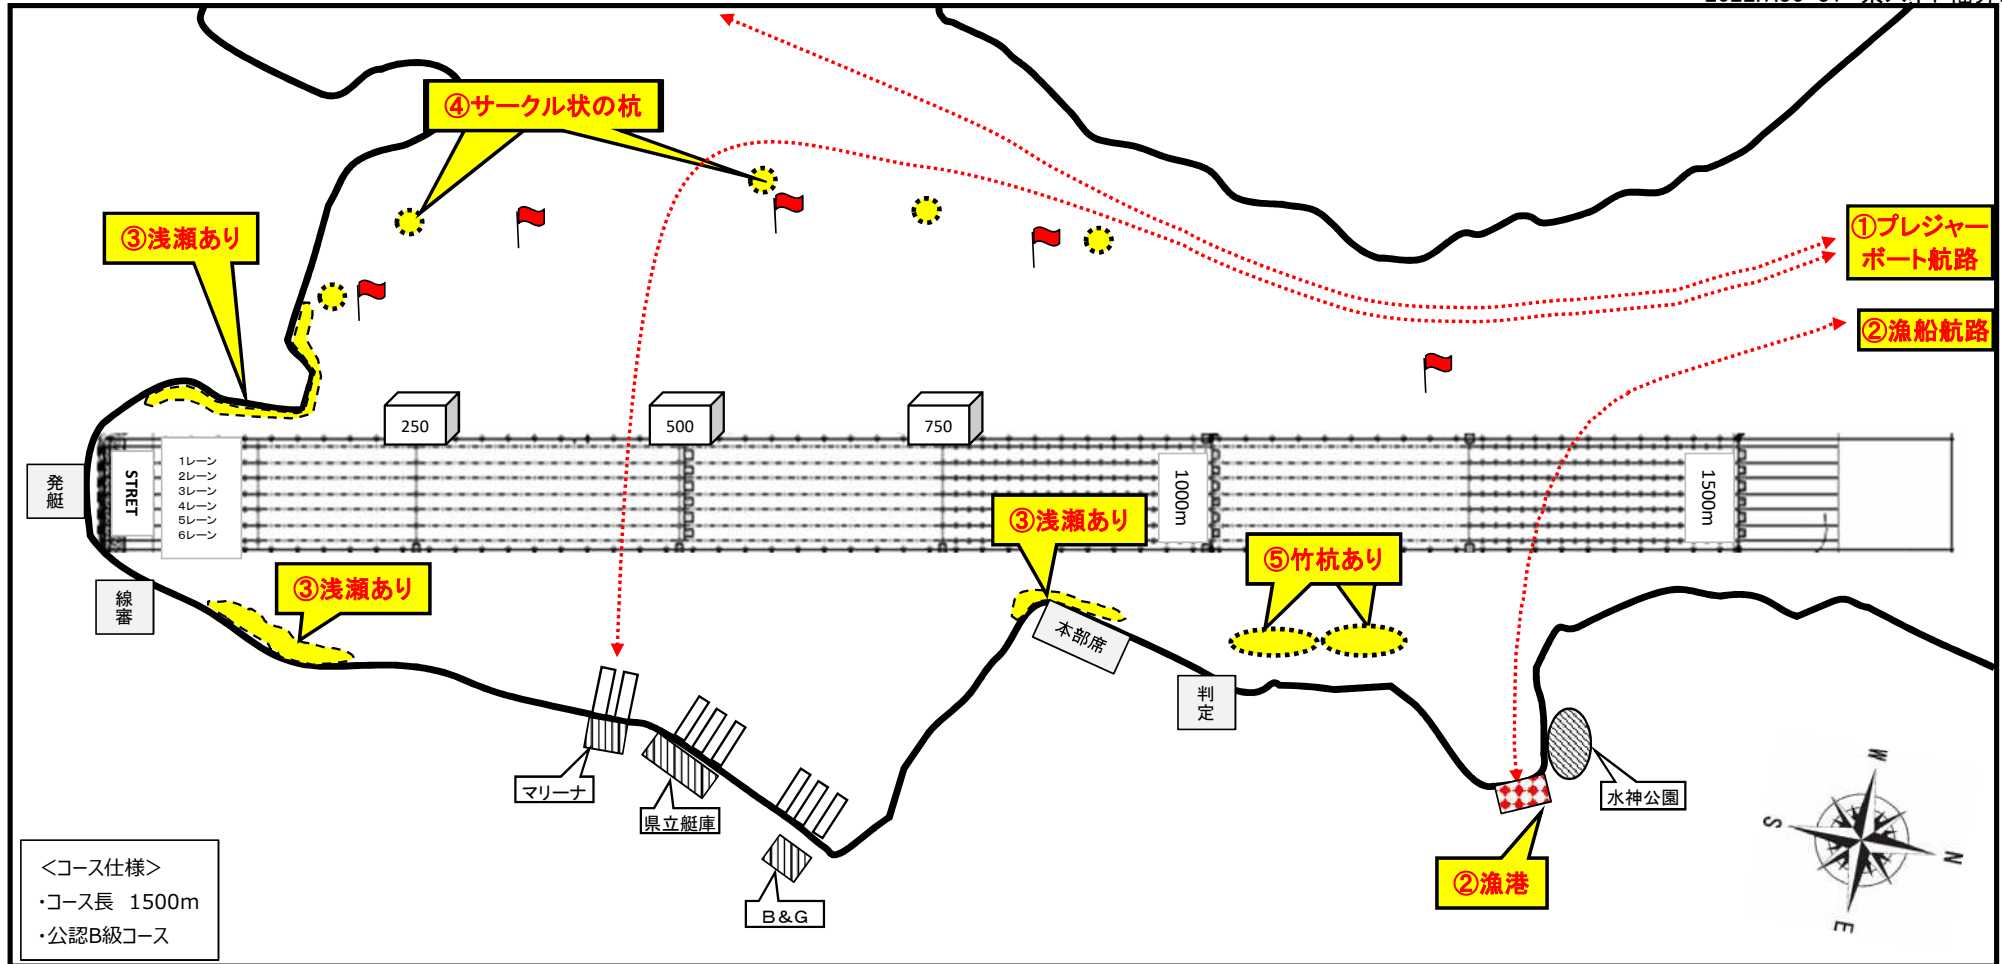 ④サークル状の杭
③浅瀬あり
①プレジャー
ボート航路
②漁船航路
250
500
750
発艇
STRET
1レーン
2レーン
3レーン
4レーン
5レーン
6レーン
1000m
1500m
③浅瀬あり
⑤竹杭あり
③浅瀬あり
線審
本部席
判定
マリーナ
県立艇庫
B&G
水神公園
②漁港
W
S
N
E
<コース仕様>
・コース長 1500m
・公認B級コース